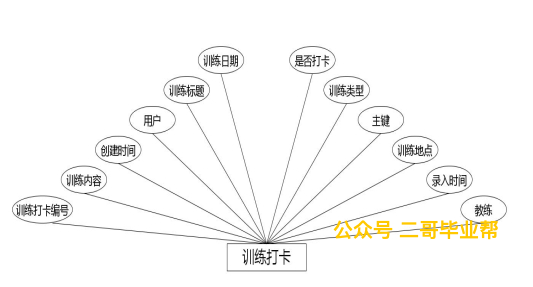 训练日期
是否打卡
训练标题
训练类型
用户
主键
创建时间
训练地点
训练内容
录入时间
训练打卡编号
教练
公众号 二哥毕业帮
训练打卡